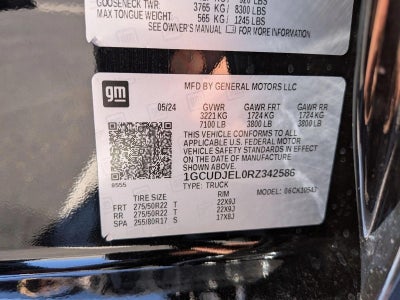 GOOSENECK TWR: 3765 KG / 8300 LBS
MAX TONGUE WEIGHT 565 KG / 1245 LBS
SEE OWNER'S MANUAL FOR MORE INFORMATION
gm
MFD BY GENERAL MOTORS LLC
05/24 GVWR GAWR FRT GAWR RR
3221 KG 1724 KG 1724 KG
7100 LB 3800 LB 3800 LB
THIS VEHICLE CONFORMS TO ALL
APPLICABLE U.S. FEDERAL MOTOR
VEHICLE SAFETY STANDARDS IN EFFECT
ON THE DATE OF MANUFACTURE
SHOWN ABOVE.
1GCUDJEL0RZ342586
TYPE: TRUCK
MODEL:
TIRE SIZE RIM
FRT 275/50R22 T 22X9J
RR 275/50R22 T 22X9J
SPA 255/80R17 S 17X8J